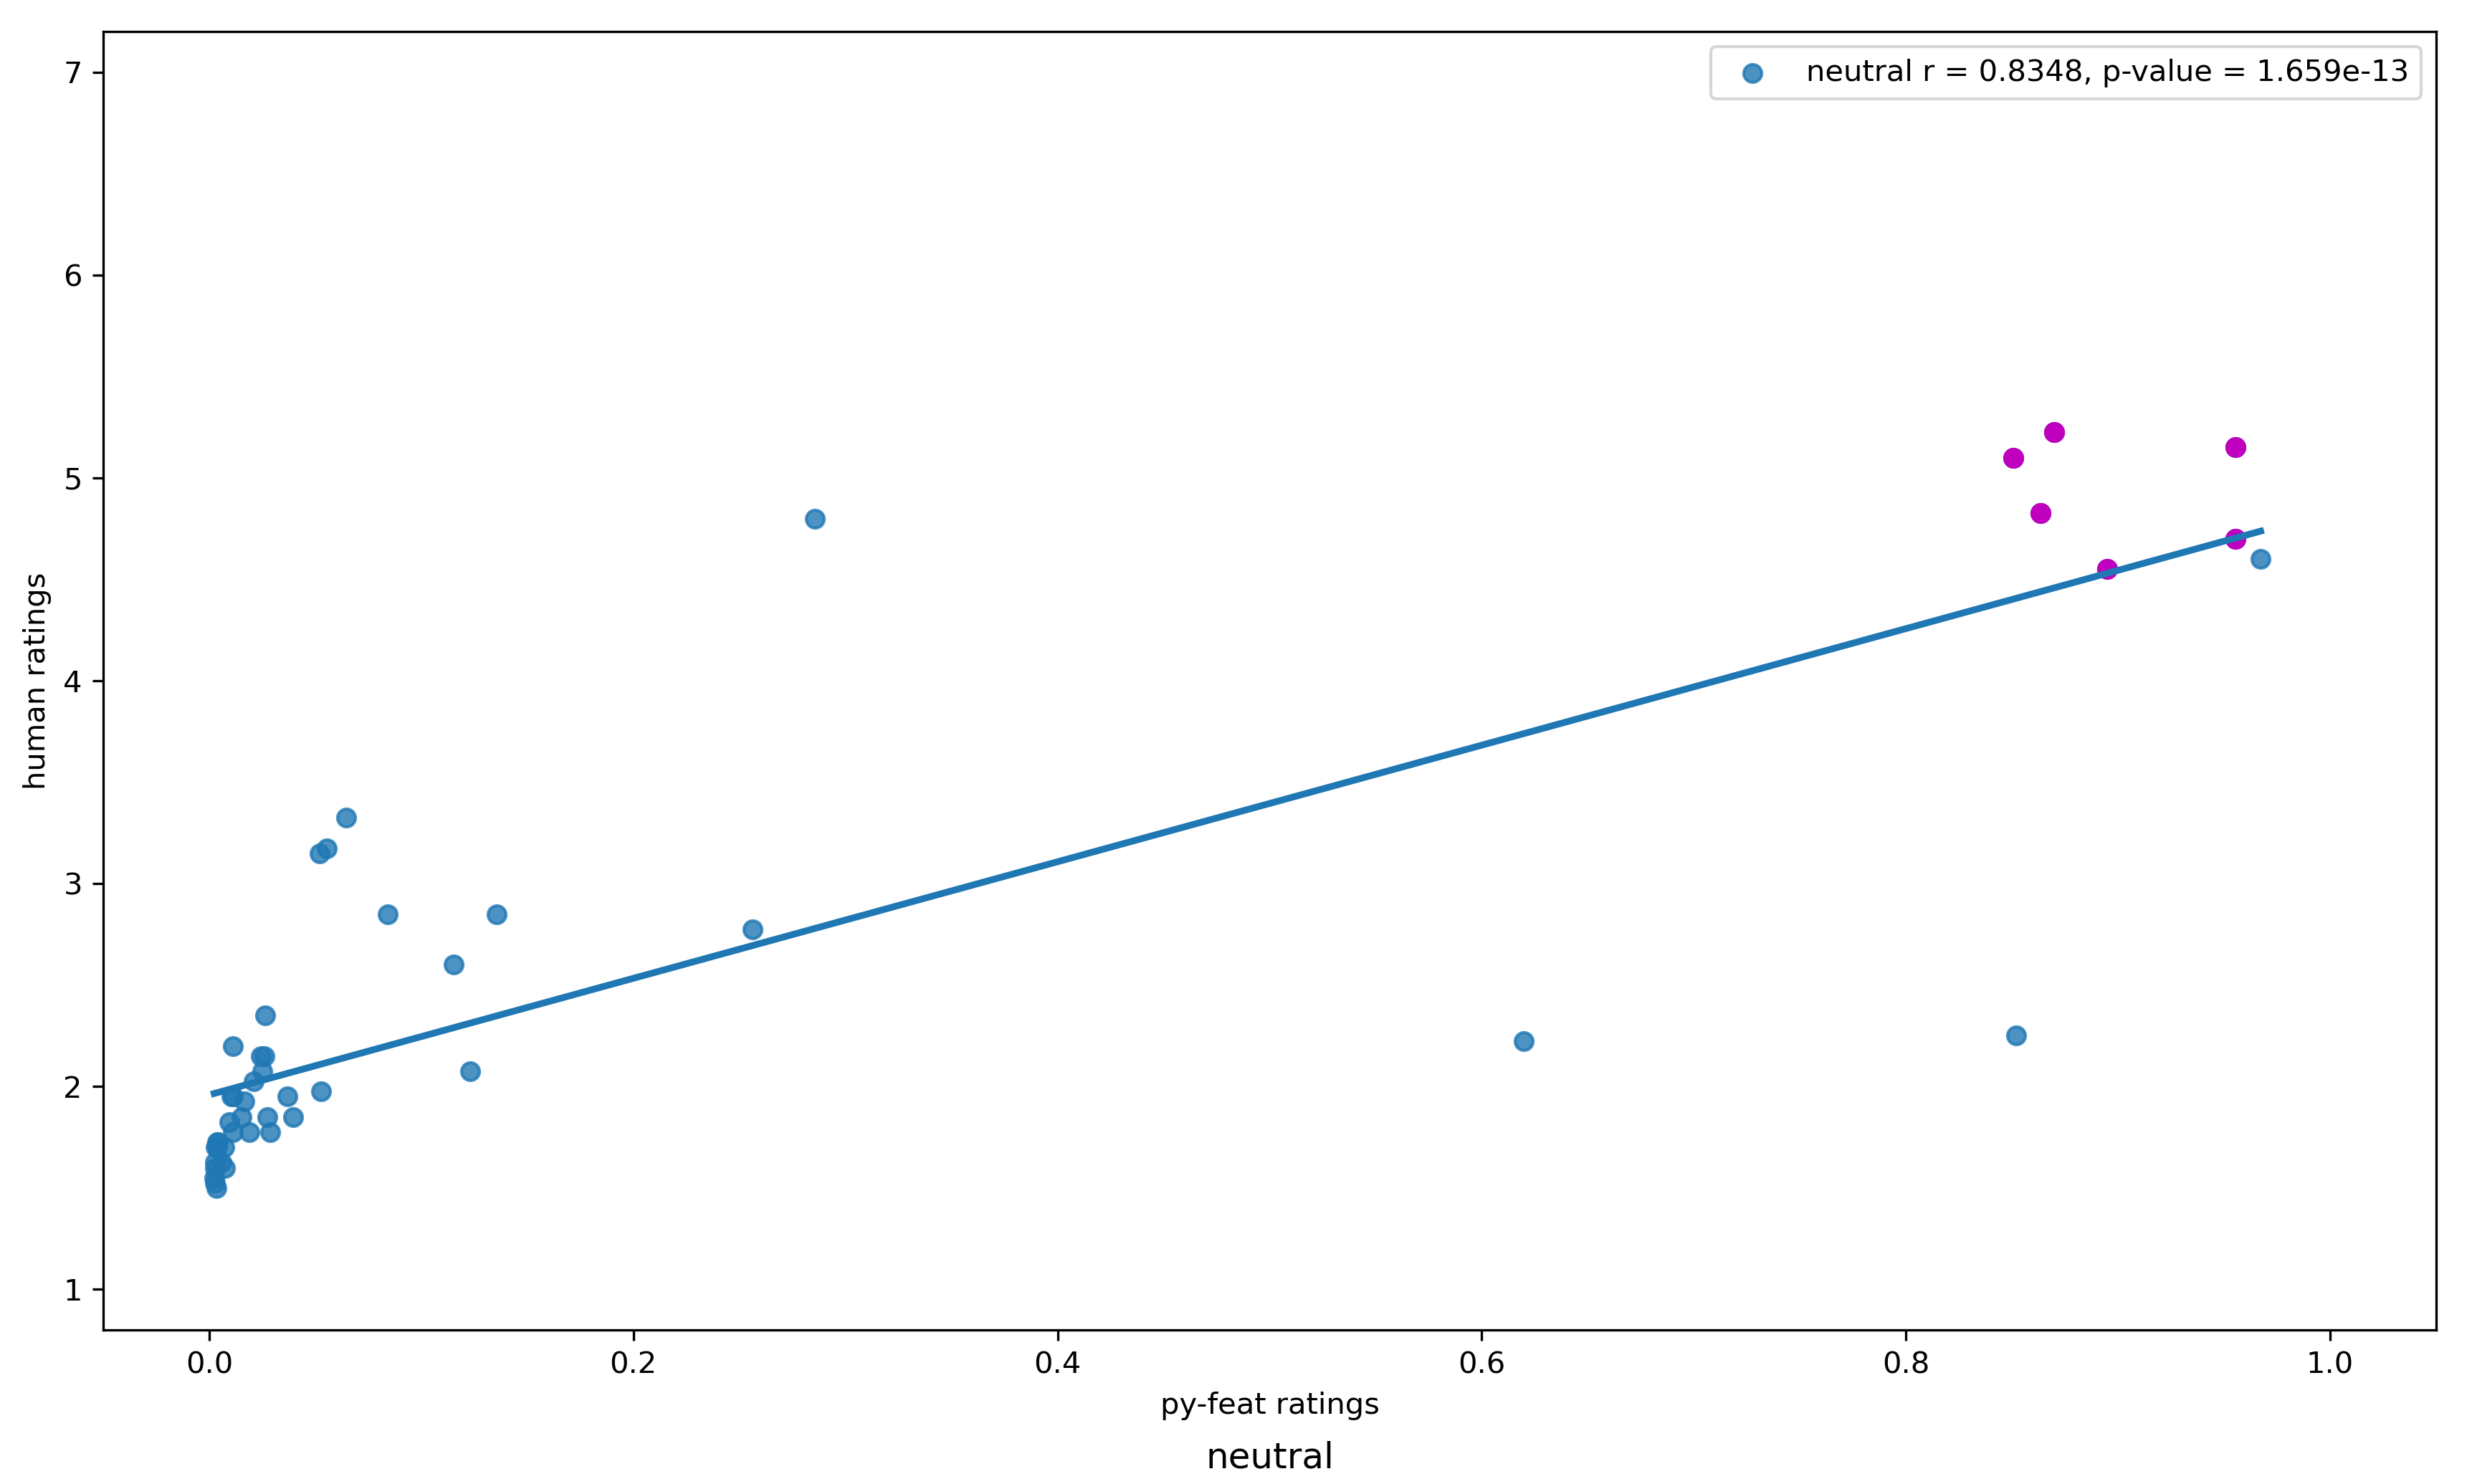 neutral r = 0.8348, p-value = 1.659e-13
7
6
5
4
3
2
1
human ratings
0.0 0.2 0.4 0.6 0.8 1.0
py-feat ratings
neutral